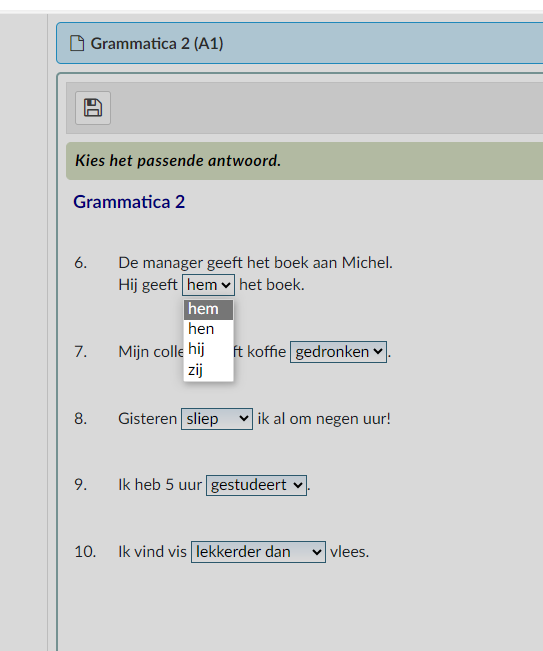 Grammatica 2 (A1)
Kies het passende antwoord.
Grammatica 2
6. De manager geeft het boek aan Michel.
Hij geeft hem het boek.
hem
hen
hij
zij
7. Mijn colle ft koffie gedronken.
8. Gisteren sliep ik al om negen uur!
9. Ik heb 5 uur gestudeert.
10. Ik vind vis lekkerder dan vlees.